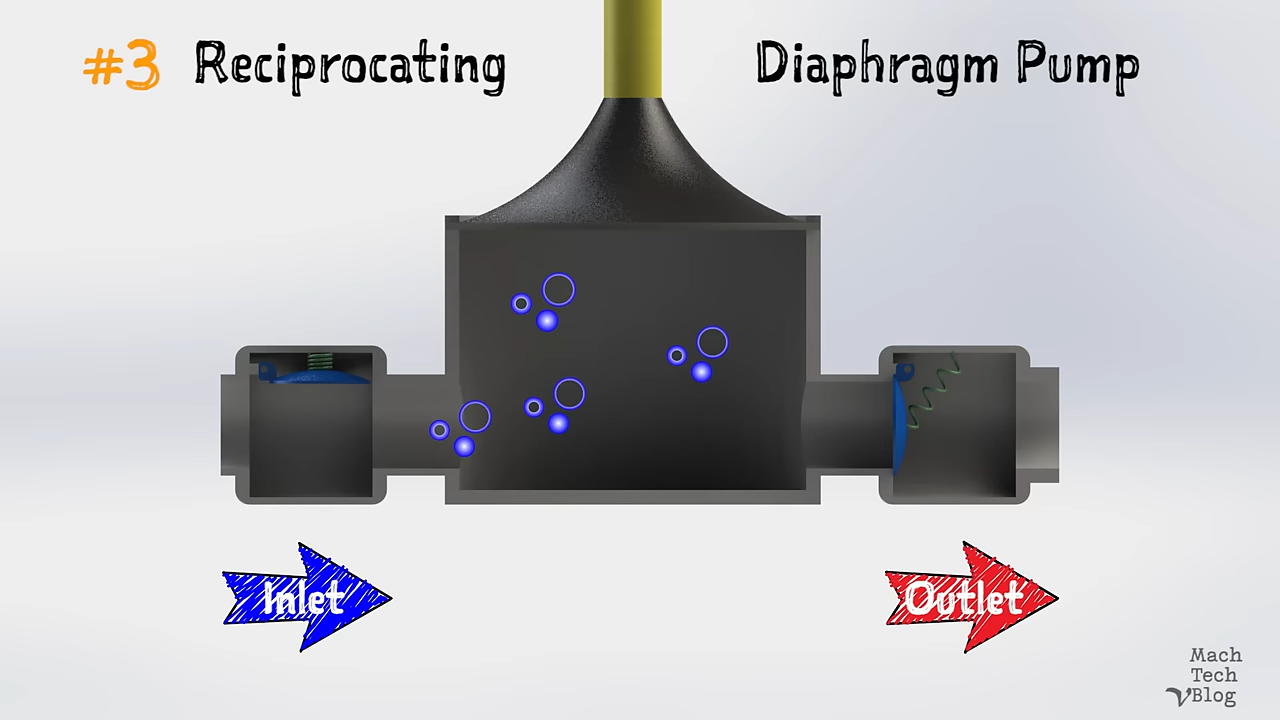 #3 Reciprocating Diaphragm Pump
Inlet
Outlet
Mach
Tech
Blog